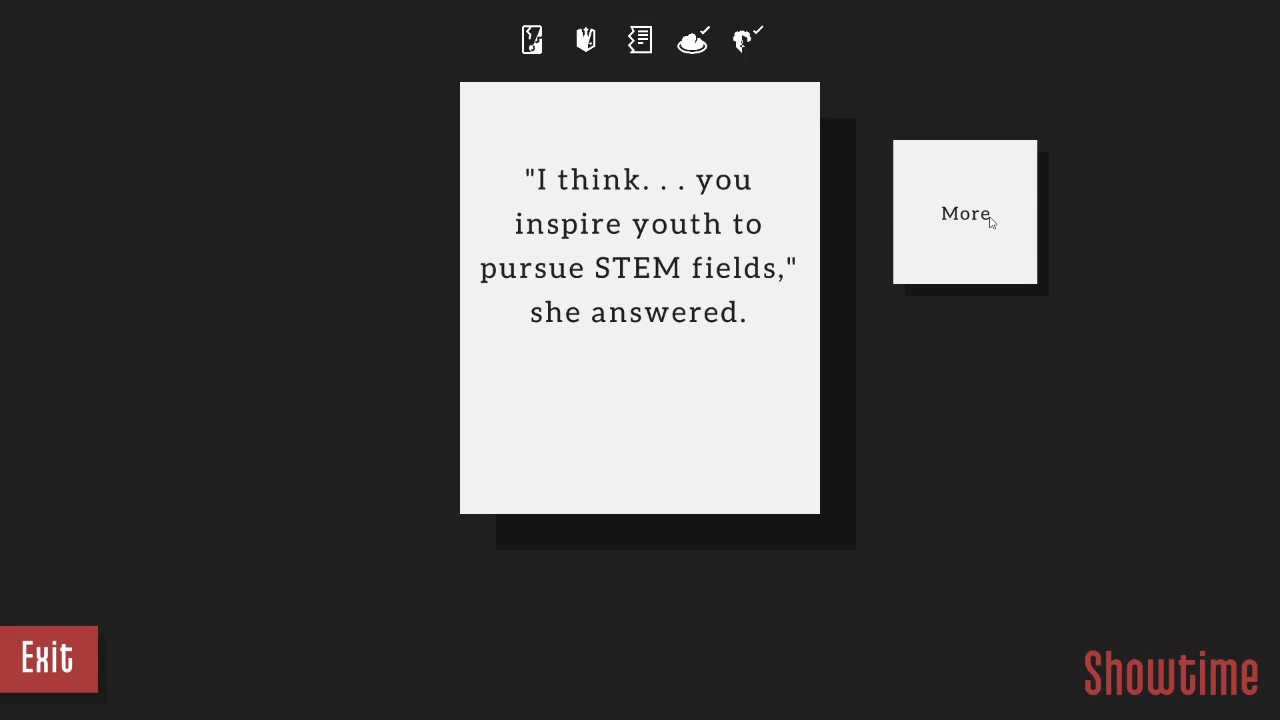 "I think. . . you
inspire youth to
pursue STEM fields,"
she answered.
More
Exit
Showtime